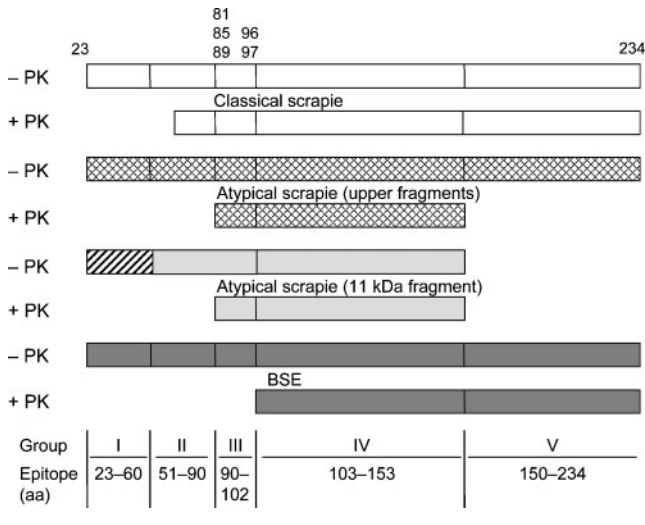 81
85 96
23 89 97 234
– PK
Classical scrapie
+ PK
– PK
Atypical scrapie (upper fragments)
+ PK
– PK
Atypical scrapie (11 kDa fragment)
+ PK
– PK
BSE
+ PK
Group I II III IV V
Epitope 23–60 51–90 90– 103–153 150–234
(aa) 102